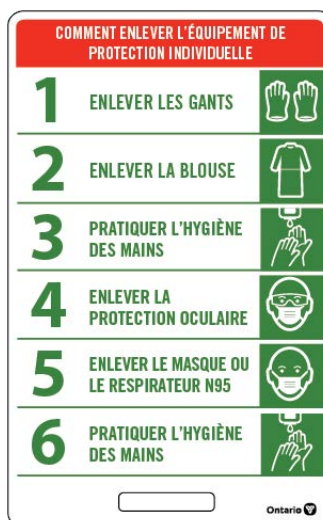 COMMENT ENLEVER L'ÉQUIPEMENT DE
PROTECTION INDIVIDUELLE
1 ENLEVER LES GANTS
2 ENLEVER LA BLOUSE
3 PRATIQUER L'HYGIÈNE
DES MAINS
4 ENLEVER LA
PROTECTION OCULAIRE
5 ENLEVER LE MASQUE OU
LE RESPIRATEUR N95
6 PRATIQUER L'HYGIÈNE
DES MAINS
Ontario